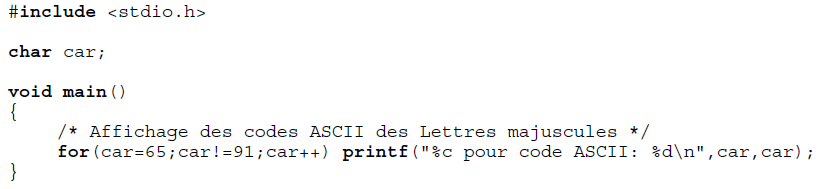 #include <stdio.h>
char car;
void main()
{
/* Affichage des codes ASCII des Lettres majuscules */
for(car=65;car!=91;car++) printf("%c pour code ASCII: %d\n",car,car);
}